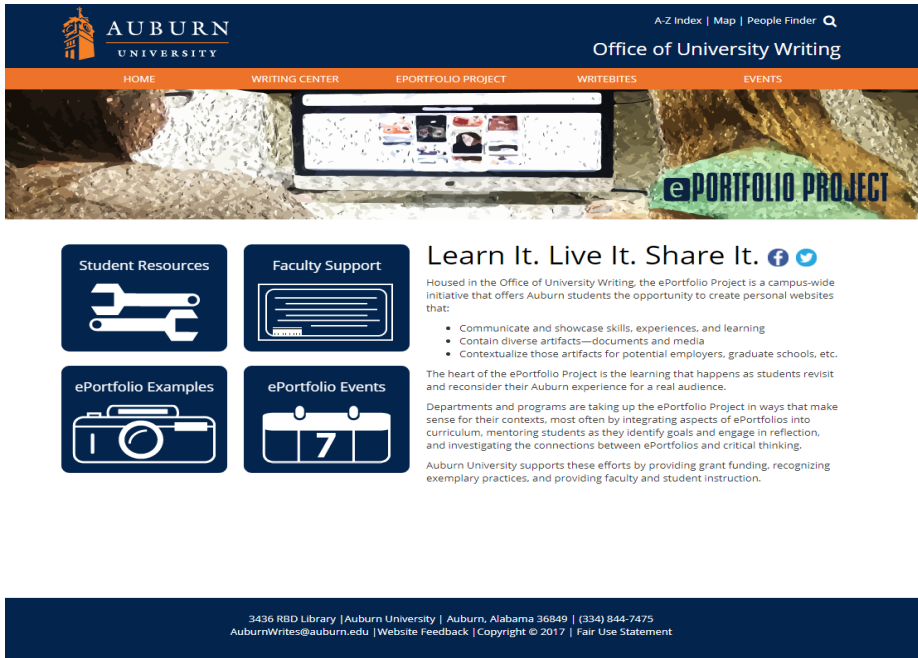 AUBURN
UNIVERSITY
A-Z Index | Map | People Finder
Office of University Writing
HOME WRITING CENTER EPORTFOLIO PROJECT WRITEBITES EVENTS
ePORTFOLIO PROJECT
Student Resources
Faculty Support
ePortfolio Examples
ePortfolio Events
7
Learn It. Live It. Share It.
Housed in the Office of University Writing, the ePortfolio Project is a campus-wide
initiative that offers Auburn students the opportunity to create personal websites
that:
• Communicate and showcase skills, experiences, and learning
• Contain diverse artifacts—documents and media
• Contextualize those artifacts for potential employers, graduate schools, etc.
The heart of the ePortfolio Project is the learning that happens as students revisit
and reconsider their Auburn experience for a real audience.
Departments and programs are taking up the ePortfolio Project in ways that make
sense for their contexts, most often by integrating aspects of ePortfolios into
curriculum, mentoring students as they identify goals and engage in reflection,
and investigating the connections between ePortfolios and critical thinking.
Auburn University supports these efforts by providing grant funding, recognizing
exemplary practices, and providing faculty and student instruction.
3436 RBD Library |Auburn University | Auburn, Alabama 36849 | (334) 844-7475
AuburnWrites@auburn.edu |Website Feedback |Copyright © 2017 | Fair Use Statement